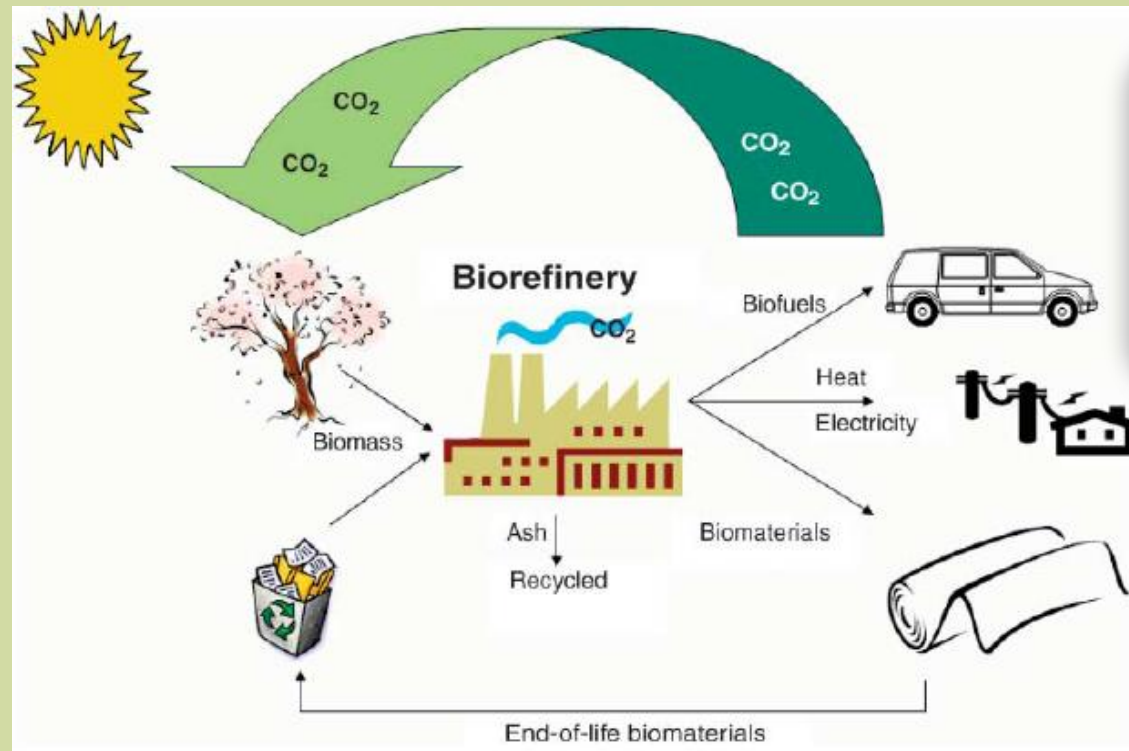 CO₂
CO₂
CO₂
CO₂
Biorefinery
CO₂
Biofuels
Heat
Electricity
Biomass
Ash
Recycled
Biomaterials
End-of-life biomaterials